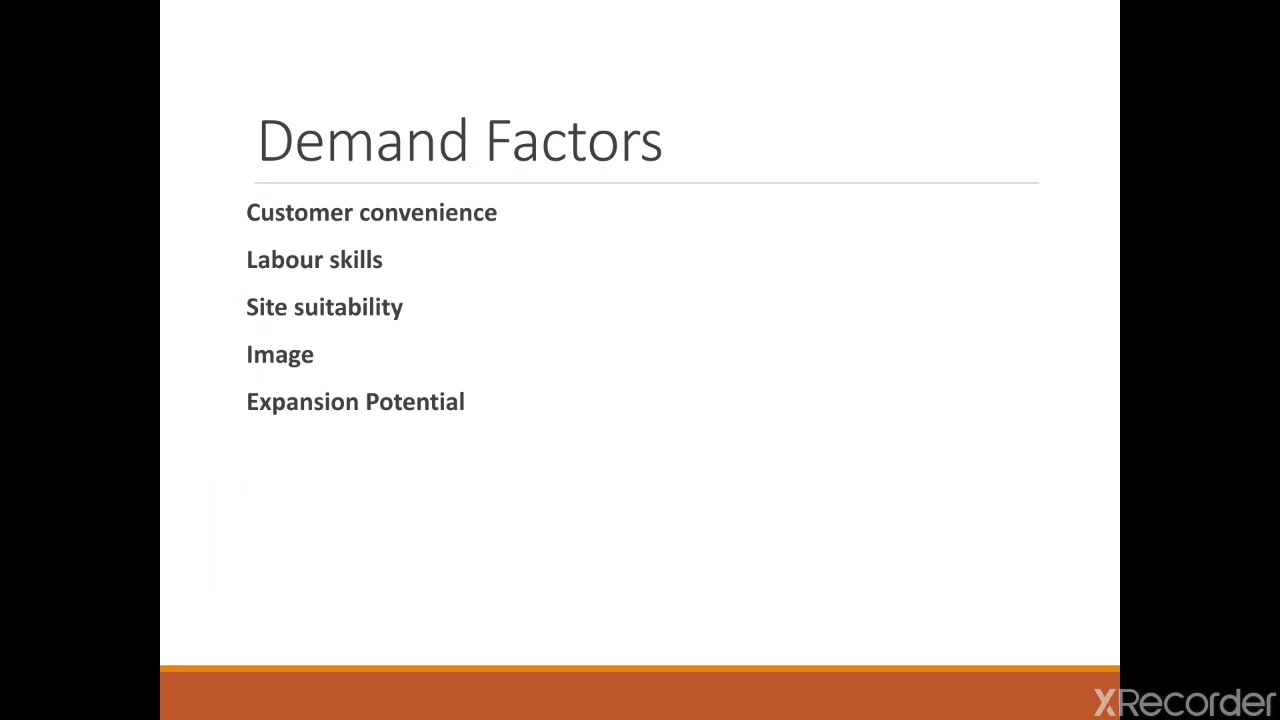 Demand Factors
Customer convenience
Labour skills
Site suitability
Image
Expansion Potential
XRecorder